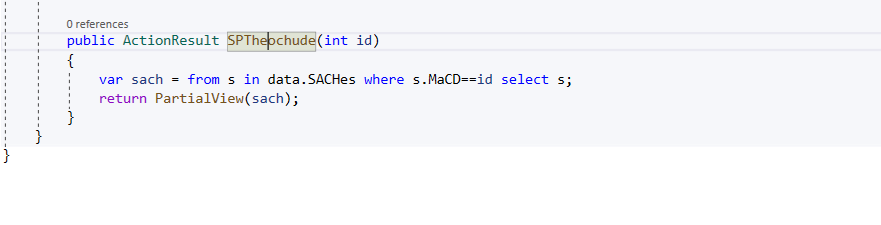 0 references
public ActionResult SPTheochude(int id)
{
var sach = from s in data.SACHes where s.MaCD==id select s;
return PartialView(sach);
}
}
}